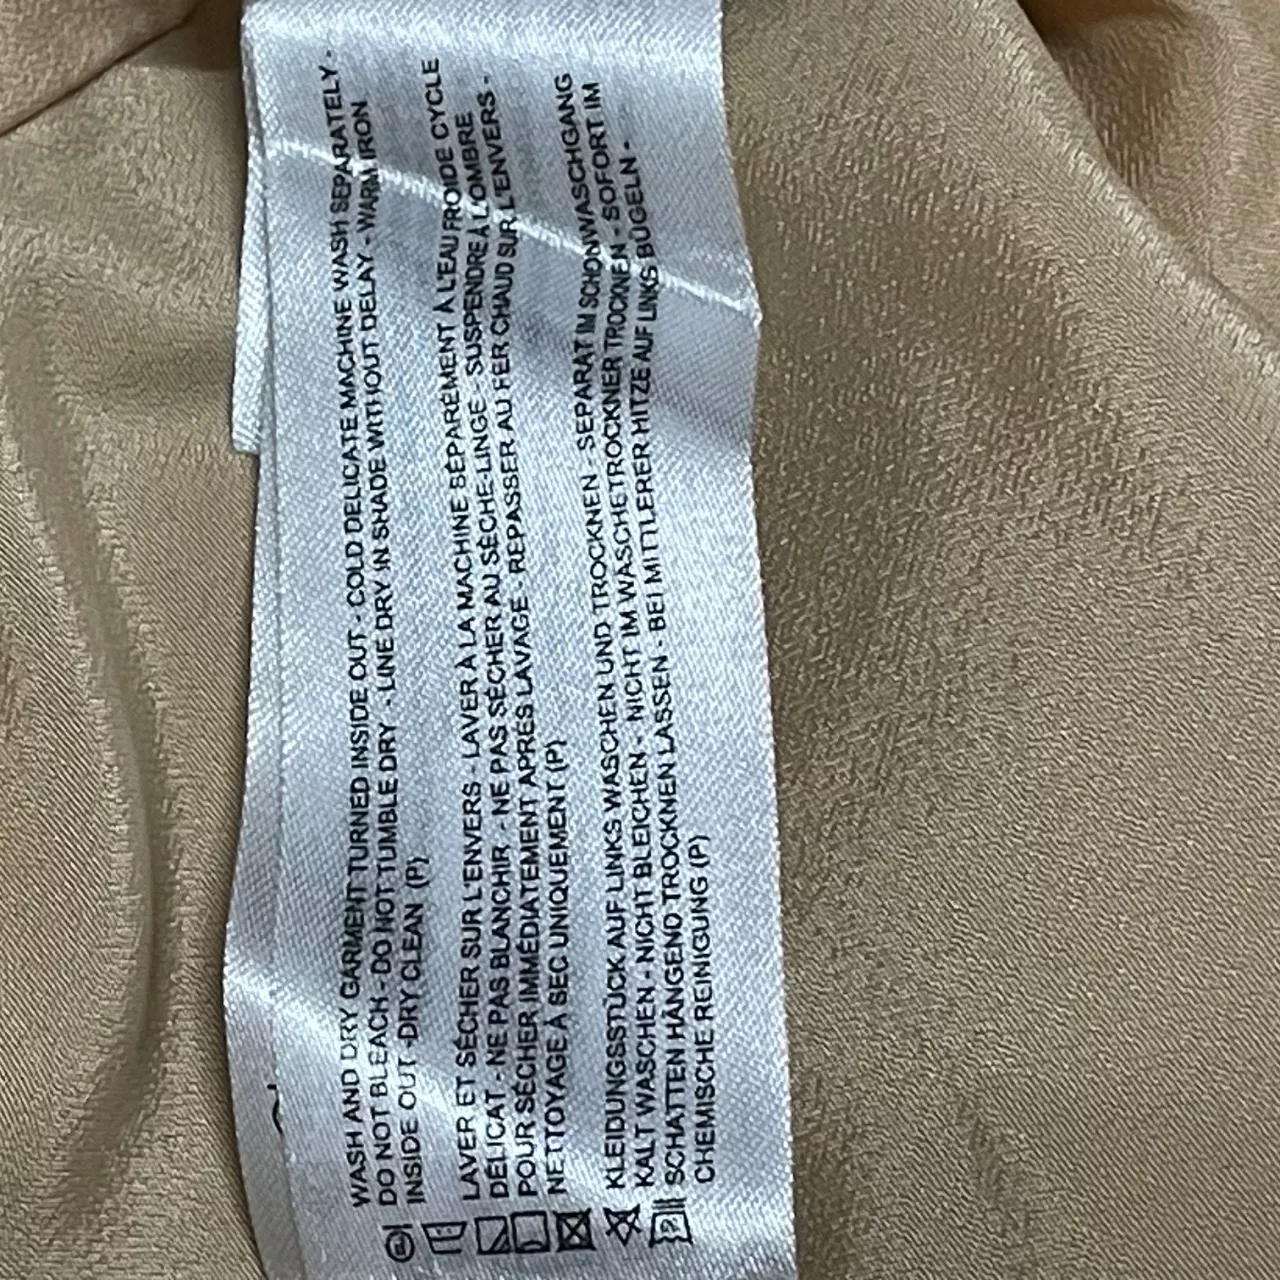 WASH AND DRY GARMENT TURNED INSIDE OUT - COLD DELICATE MACHINE WASH SEPARATELY -
DO NOT BLEACH - DO NOT TUMBLE DRY - LINE DRY IN SHADE WITHOUT DELAY - WARM IRON
INSIDE OUT -DRY CLEAN (P)
LAVER ET SÉCHER SUR L'ENVERS - LAVER À LA MACHINE SÉPARÉMENT À L'EAU FROIDE CYCLE
DÉLICAT - NE PAS BLANCHIR - NE PAS SÉCHER AU SÈCHE-LINGE - SUSPENDRE À L'OMBRE
POUR SÉCHER IMMÉDIATEMENT APRÈS LAVAGE - REPASSER AU FER CHAUD SUR L'ENVERS -
NETTOYAGE À SEC UNIQUEMENT (P)
KLEIDUNGSSTÜCK AUF LINKS WASCHEN UND TROCKNEN - SEPARAT IM SCHONWASCHGANG
KALT WASCHEN - NICHT BLEICHEN - NICHT IM WASCHETROCKNER TROCKNEN - SOFORT IM
SCHATTEN HÄNGEND TROCKNEN LASSEN - BEI MITTLERER HITZE AUF LINKS BÜGELN -
CHEMISCHE REINIGUNG (P)